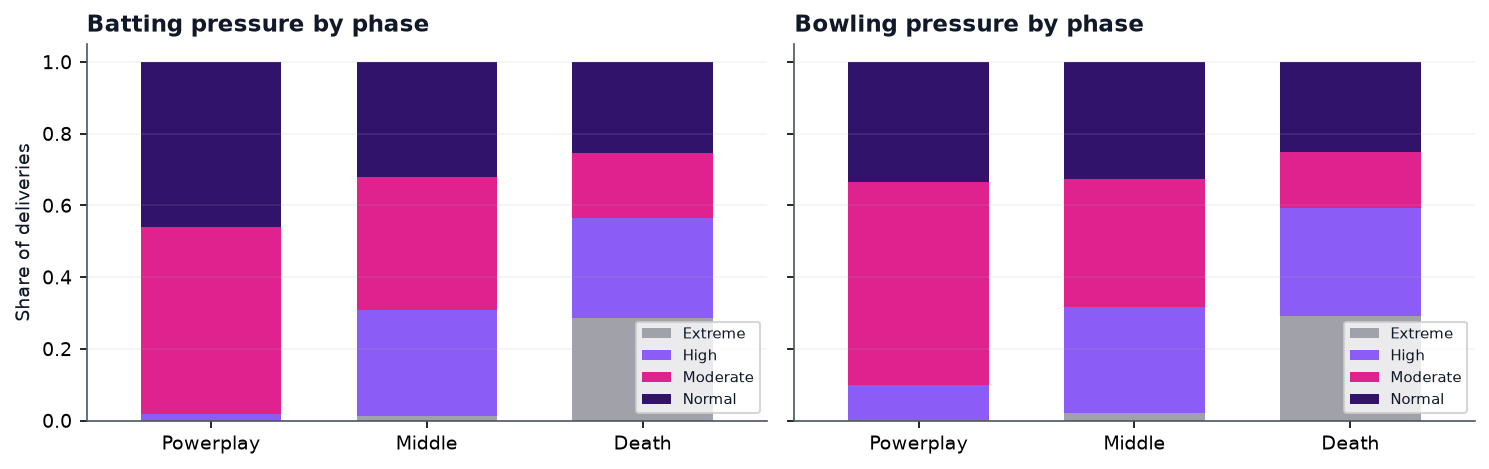 Batting pressure by phase
Share of deliveries
1.0
0.8
0.6
0.4
0.2
0.0
Powerplay
Middle
Death
Extreme
High
Moderate
Normal
Bowling pressure by phase
Powerplay
Middle
Death
Extreme
High
Moderate
Normal